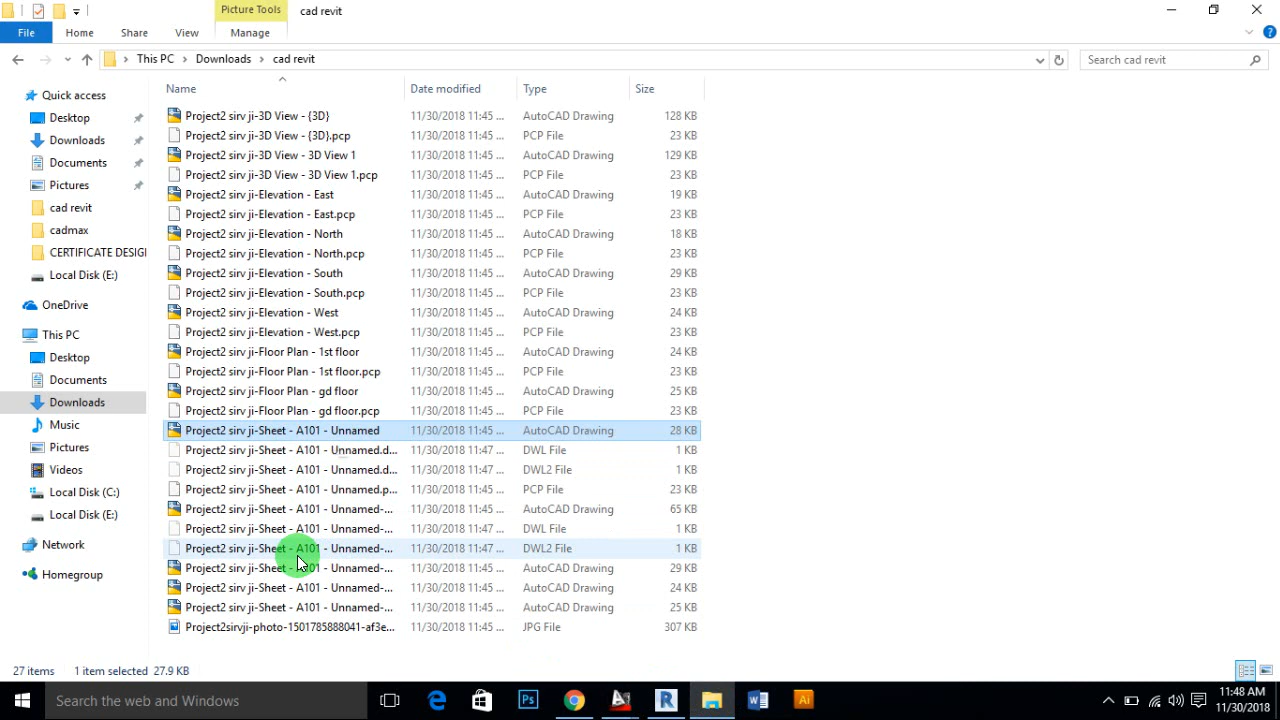 Picture Tools
cad revit
File
Home
Share
View
Manage
This PC
Downloads
cad revit
Search cad revit
Name
Date modified
Type
Size
Quick access
Desktop
Downloads
Documents
Pictures
cad revit
cadmax
CERTIFICATE DESIG
Local Disk (E:)
OneDrive
This PC
Desktop
Documents
Downloads
Music
Pictures
Videos
Local Disk (C:)
Local Disk (E:)
Network
Homegroup
Project2 sirv ji-3D View - {3D} 11/30/2018 11:45 ... AutoCAD Drawing 128 KB
Project2 sirv ji-3D View - {3D}.pcp 11/30/2018 11:45 ... PCP File 23 KB
Project2 sirv ji-3D View - 3D View 1 11/30/2018 11:45 ... AutoCAD Drawing 129 KB
Project2 sirv ji-3D View - 3D View 1.pcp 11/30/2018 11:45 ... PCP File 23 KB
Project2 sirv ji-Elevation - East 11/30/2018 11:45 ... AutoCAD Drawing 19 KB
Project2 sirv ji-Elevation - East.pcp 11/30/2018 11:45 ... PCP File 23 KB
Project2 sirv ji-Elevation - North 11/30/2018 11:45 ... AutoCAD Drawing 18 KB
Project2 sirv ji-Elevation - North.pcp 11/30/2018 11:45 ... PCP File 23 KB
Project2 sirv ji-Elevation - South 11/30/2018 11:45 ... AutoCAD Drawing 29 KB
Project2 sirv ji-Elevation - South.pcp 11/30/2018 11:45 ... PCP File 23 KB
Project2 sirv ji-Elevation - West 11/30/2018 11:45 ... AutoCAD Drawing 24 KB
Project2 sirv ji-Elevation - West.pcp 11/30/2018 11:45 ... PCP File 23 KB
Project2 sirv ji-Floor Plan - 1st floor 11/30/2018 11:45 ... AutoCAD Drawing 24 KB
Project2 sirv ji-Floor Plan - 1st floor.pcp 11/30/2018 11:45 ... PCP File 23 KB
Project2 sirv ji-Floor Plan - gd floor 11/30/2018 11:45 ... AutoCAD Drawing 25 KB
Project2 sirv ji-Floor Plan - gd floor.pcp 11/30/2018 11:45 ... PCP File 23 KB
Project2 sirv ji-Sheet - A101 - Unnamed 11/30/2018 11:45 ... AutoCAD Drawing 28 KB
Project2 sirv ji-Sheet - A101 - Unnamed.d... 11/30/2018 11:47 ... DWL File 1 KB
Project2 sirv ji-Sheet - A101 - Unnamed.d... 11/30/2018 11:47 ... DWL2 File 1 KB
Project2 sirv ji-Sheet - A101 - Unnamed.p... 11/30/2018 11:45 ... PCP File 23 KB
Project2 sirv ji-Sheet - A101 - Unnamed-... 11/30/2018 11:45 ... AutoCAD Drawing 65 KB
Project2 sirv ji-Sheet - A101 - Unnamed-... 11/30/2018 11:47 ... DWL File 1 KB
Project2 sirv ji-Sheet - A101 - Unnamed-... 11/30/2018 11:47 ... DWL2 File 1 KB
Project2 sirv ji-Sheet - A101 - Unnamed-... 11/30/2018 11:45 ... AutoCAD Drawing 29 KB
Project2 sirv ji-Sheet - A101 - Unnamed-... 11/30/2018 11:45 ... AutoCAD Drawing 24 KB
Project2 sirv ji-Sheet - A101 - Unnamed-... 11/30/2018 11:45 ... AutoCAD Drawing 25 KB
Project2sirvji-photo-1501785888041-af3e... 11/30/2018 11:45 ... JPG File 307 KB
27 items 1 item selected 27.9 KB
Search the web and Windows
11:48 AM
11/30/2018